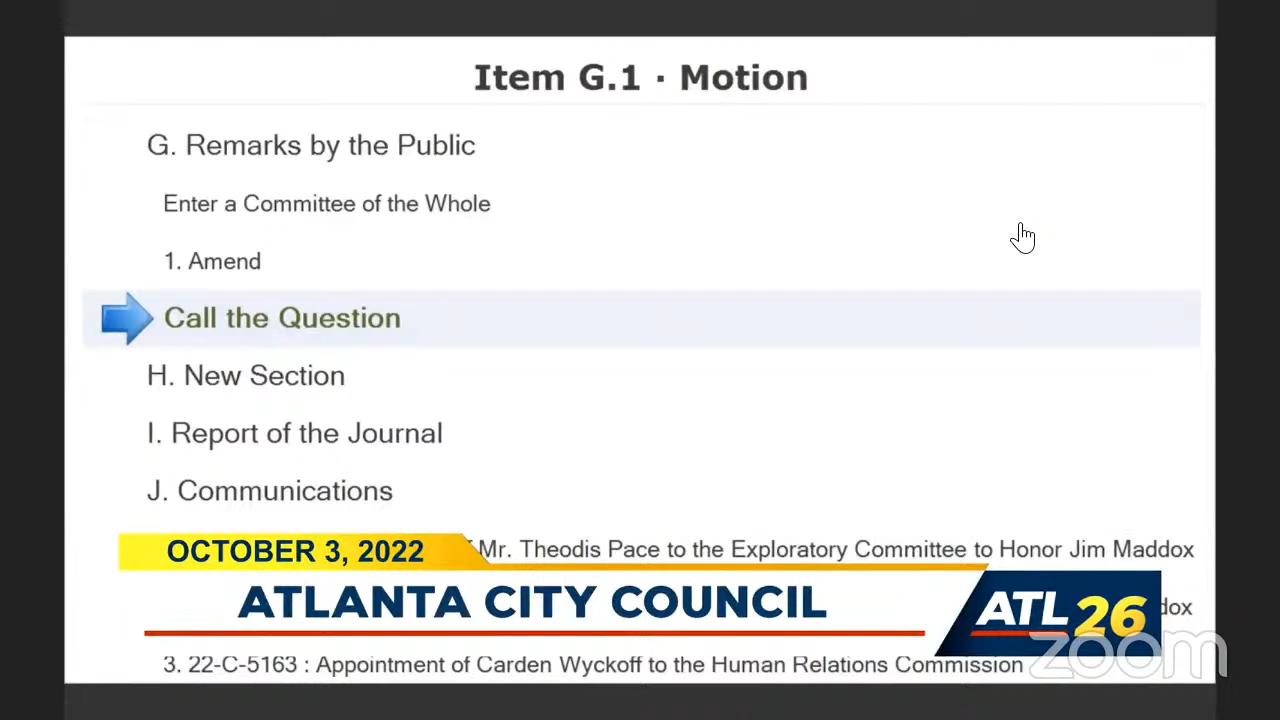 Item G.1 · Motion
G. Remarks by the Public
Enter a Committee of the Whole
1. Amend
Call the Question
H. New Section
I. Report of the Journal
J. Communications
Mr. Theodis Pace to the Exploratory Committee to Honor Jim Maddox
OCTOBER 3, 2022
ATLANTA CITY COUNCIL
ATL 26
zoom
3. 22-C-5163 : Appointment of Carden Wyckoff to the Human Relations Commission